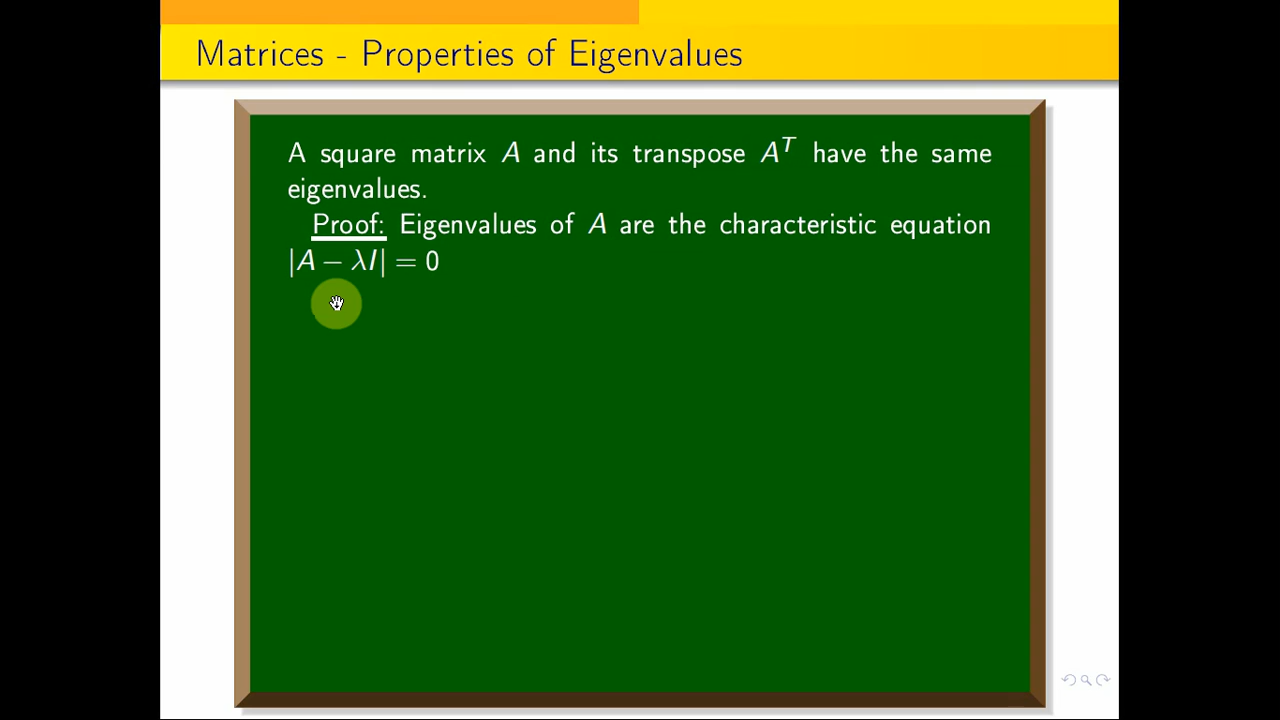 Matrices - Properties of Eigenvalues
A square matrix A and its transpose Aᵀ have the same
eigenvalues.
Proof: Eigenvalues of A are the characteristic equation
|A − λI| = 0